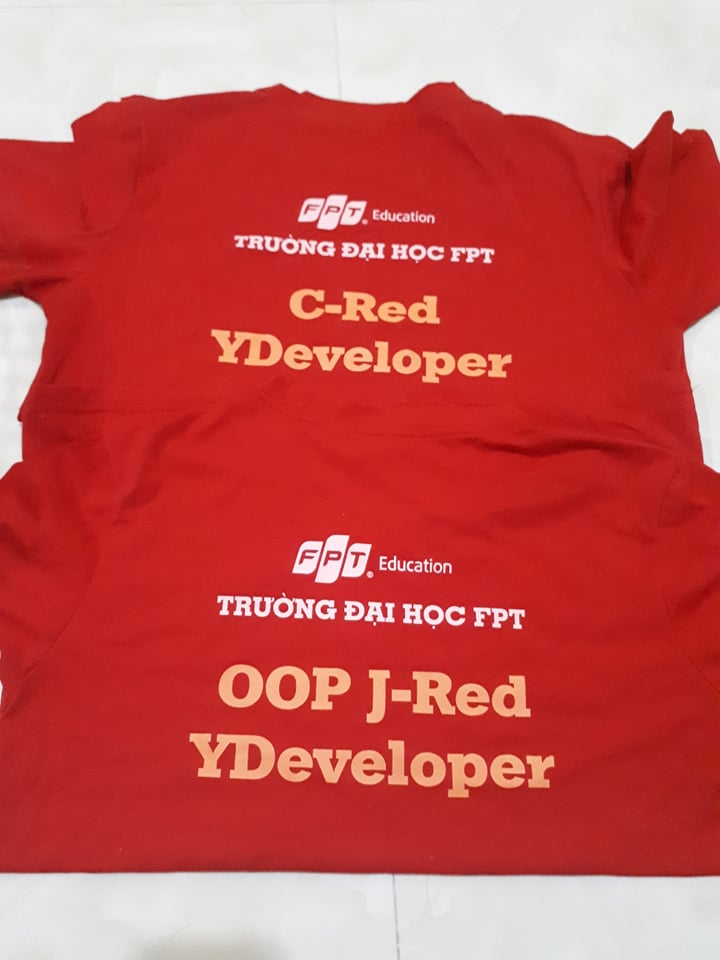 FPT Education
TRƯỜNG ĐẠI HỌC FPT
C-Red
YDeveloper
FPT Education
TRƯỜNG ĐẠI HỌC FPT
OOP J-Red
YDeveloper